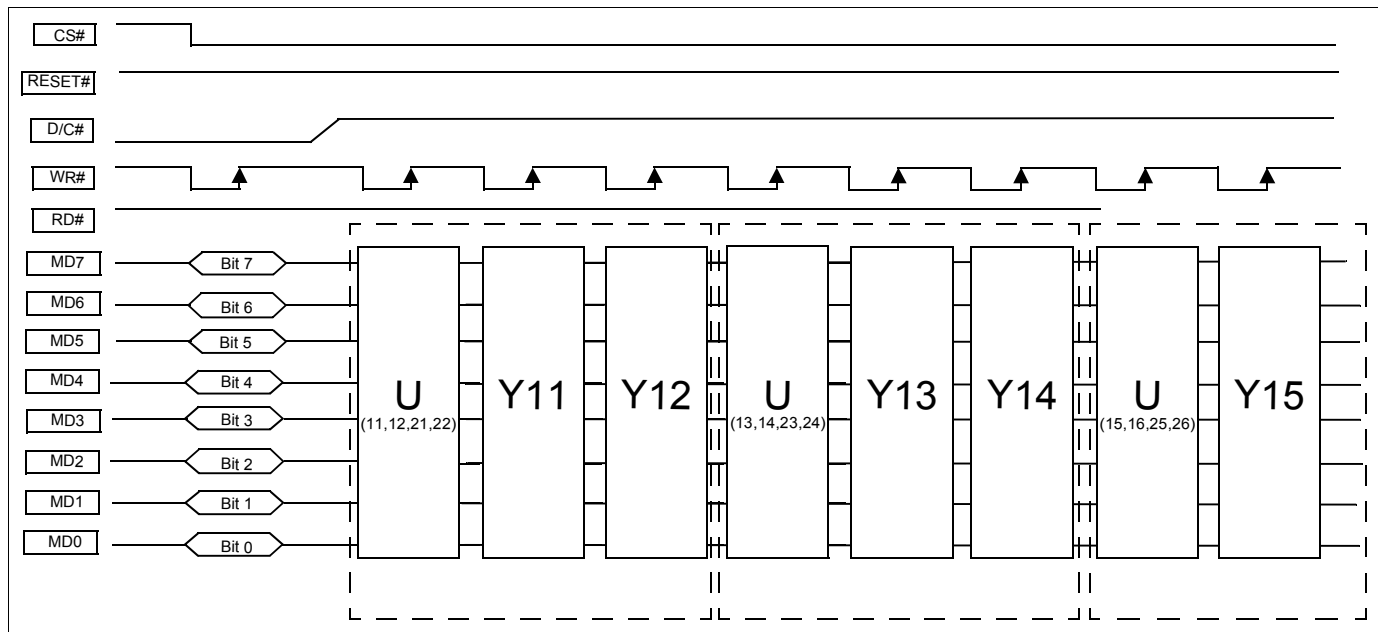 CS#
RESET#
D/C#
WR#
RD#
MD7 Bit 7
MD6 Bit 6
MD5 Bit 5
MD4 Bit 4
MD3 Bit 3
MD2 Bit 2
MD1 Bit 1
MD0 Bit 0
U Y11 Y12 U Y13 Y14 U Y15
(11,12,21,22) (13,14,23,24) (15,16,25,26)